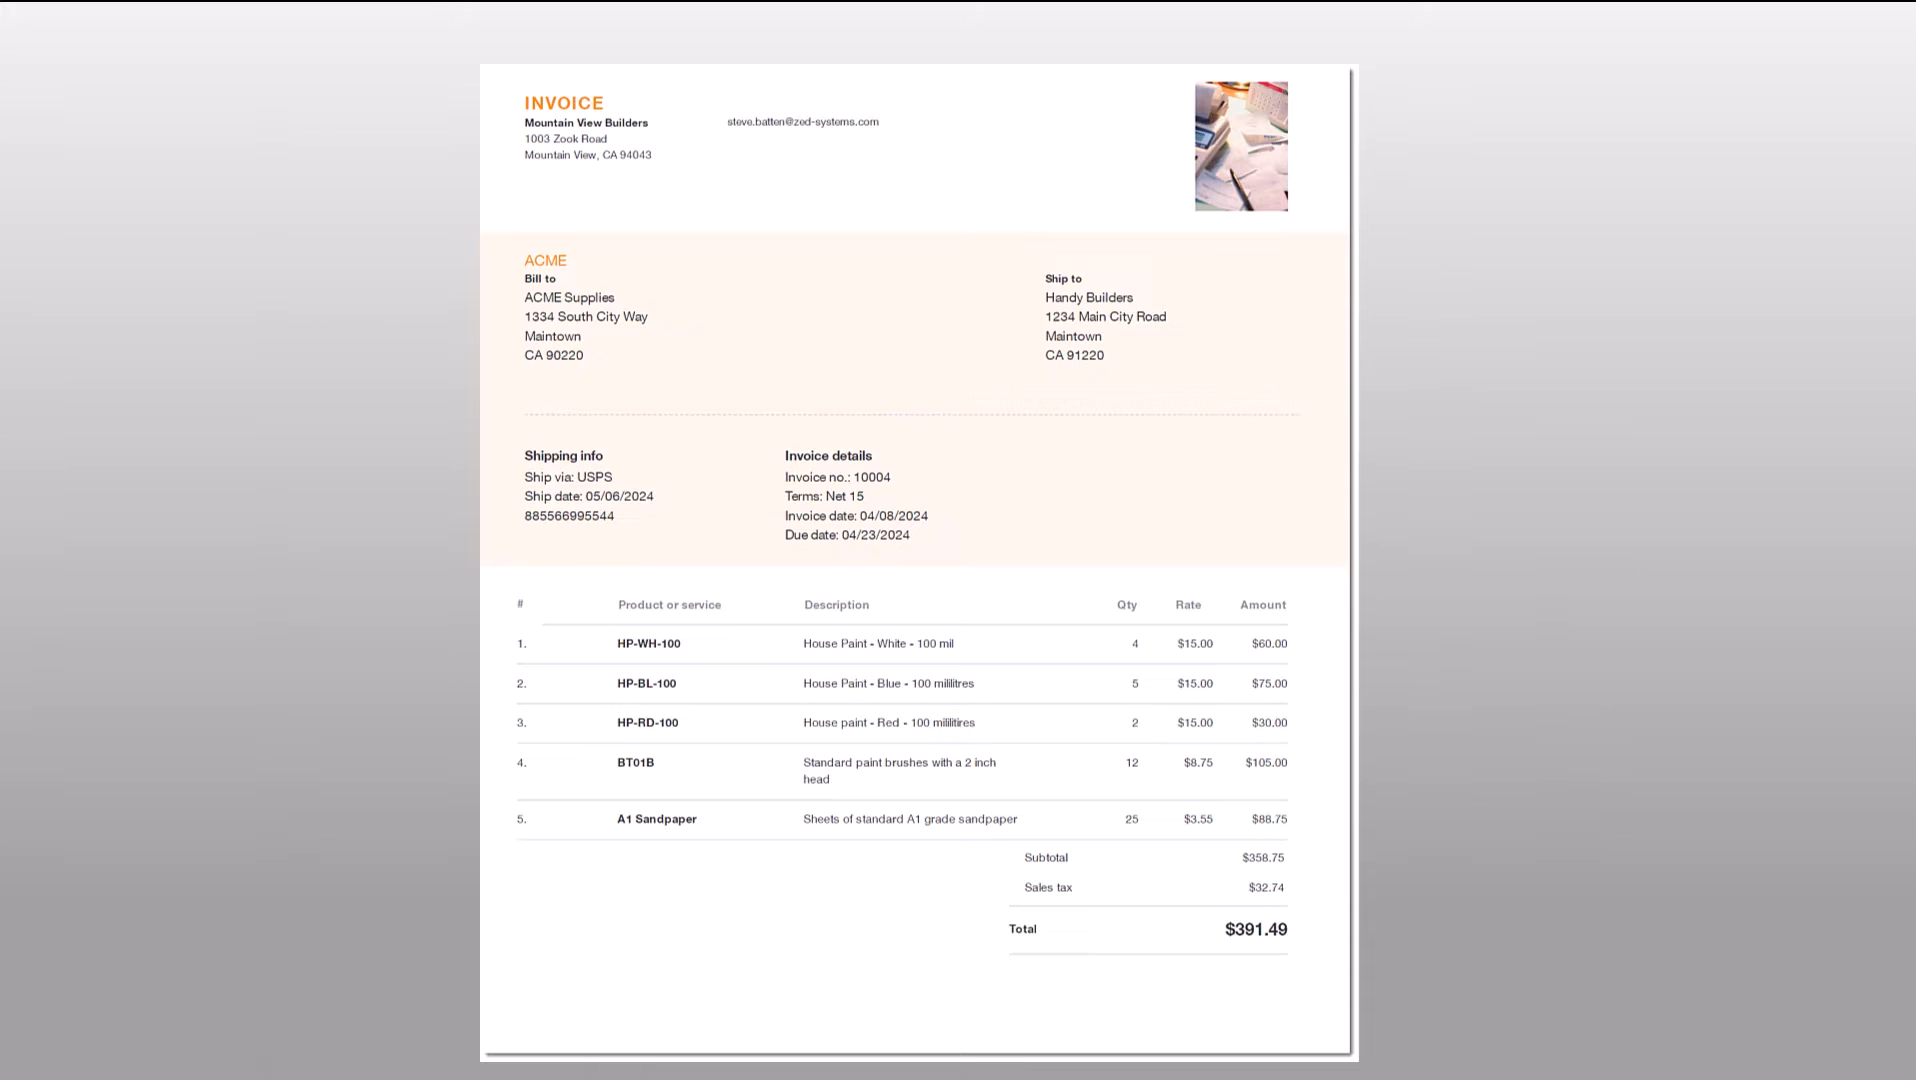 INVOICE
Mountain View Builders
1003 Zook Road
Mountain View, CA 94043
steve.batten@zed-systems.com
ACME
Bill to
ACME Supplies
1334 South City Way
Maintown
CA 90220
Ship to
Handy Builders
1234 Main City Road
Maintown
CA 91220
Shipping info
Ship via: USPS
Ship date: 05/06/2024
885566995544
Invoice details
Invoice no.: 10004
Terms: Net 15
Invoice date: 04/08/2024
Due date: 04/23/2024
# Product or service Description Qty Rate Amount
1. HP-WH-100 House Paint - White - 100 mil 4 $15.00 $60.00
2. HP-BL-100 House Paint - Blue - 100 mililitres 5 $15.00 $75.00
3. HP-RD-100 House paint - Red - 100 mililitires 2 $15.00 $30.00
4. BT01B Standard paint brushes with a 2 inch 12 $8.75 $105.00
head
5. A1 Sandpaper Sheets of standard A1 grade sandpaper 25 $3.55 $88.75
Subtotal $358.75
Sales tax $32.74
Total $391.49